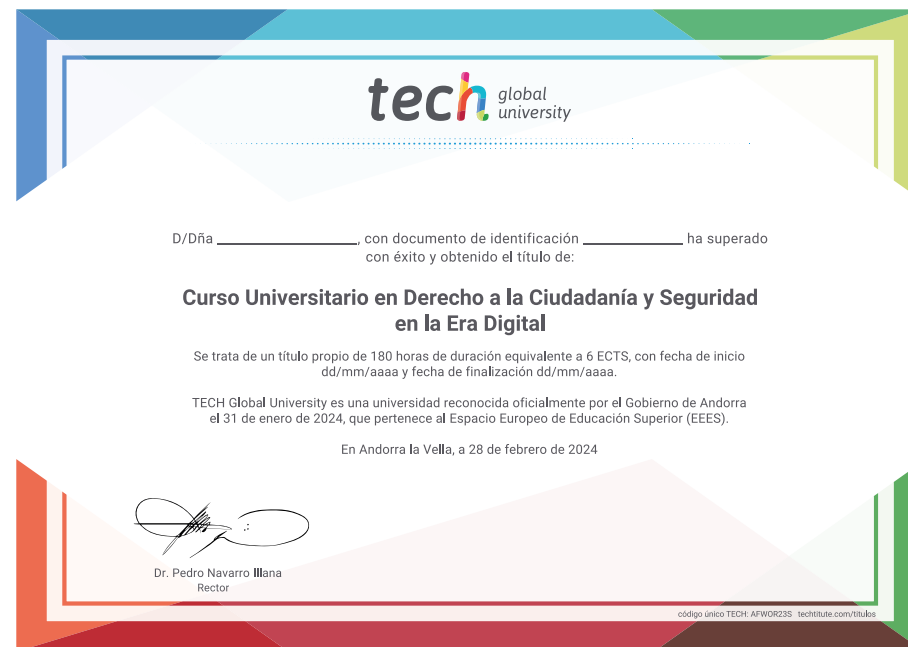 tech global
university
D/Dña ____________________, con documento de identificación ______________ ha superado
con éxito y obtenido el título de:
Curso Universitario en Derecho a la Ciudadanía y Seguridad
en la Era Digital
Se trata de un título propio de 180 horas de duración equivalente a 6 ECTS, con fecha de inicio
dd/mm/aaaa y fecha de finalización dd/mm/aaaa.
TECH Global University es una universidad reconocida oficialmente por el Gobierno de Andorra
el 31 de enero de 2024, que pertenece al Espacio Europeo de Educación Superior (EEES).
En Andorra la Vella, a 28 de febrero de 2024
Dr. Pedro Navarro Illana
Rector
código único TECH: AFWOR23S techtitute.com/titulos